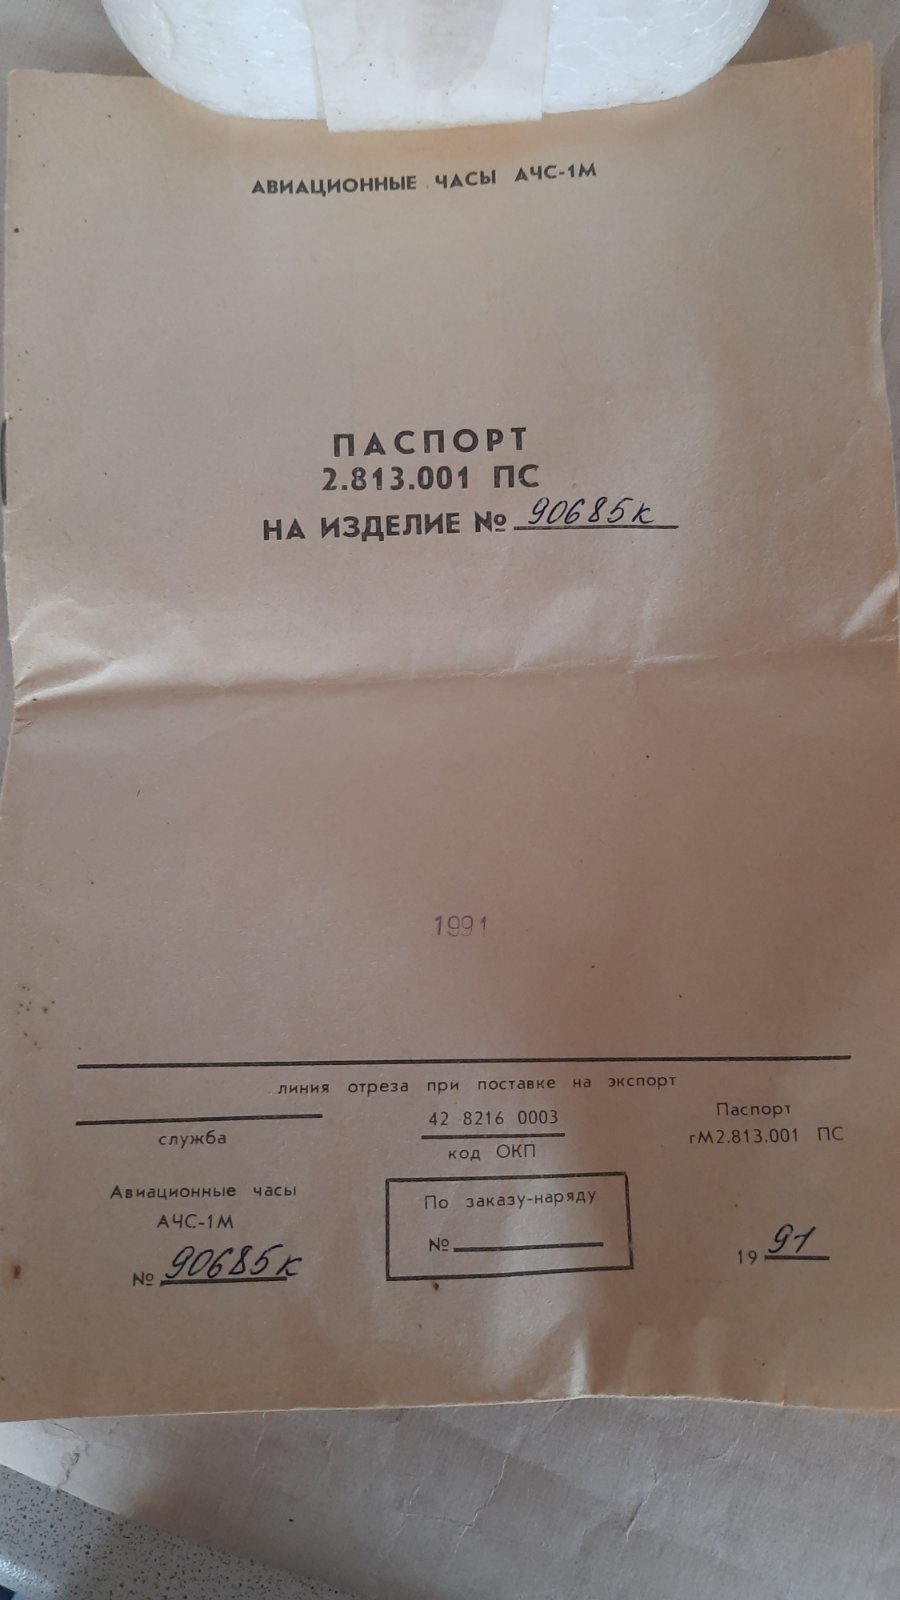 АВИАЦИОННЫЕ ЧАСЫ АЧС-1М
ПАСПОРТ
2.813.001 ПС
НА ИЗДЕЛИЕ № 90685к
1991
линия отреза при поставке на экспорт
служба
42 8216 0003
код ОКП
Паспорт
гМ2.813.001 ПС
Авиационные часы
АЧС-1М
№ 90685к
По заказу-наряду
№
19 91